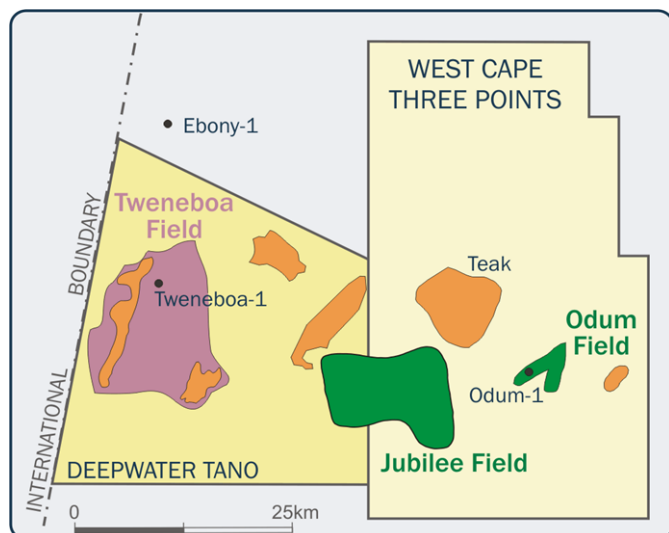 WEST CAPE
THREE POINTS
Ebony-1
Tweneboa
Field
BOUNDARY
Tweneboa-1
Teak
Odum
Field
Odum-1
Jubilee Field
INTERNATIONAL
DEEPWATER TANO
0
25km